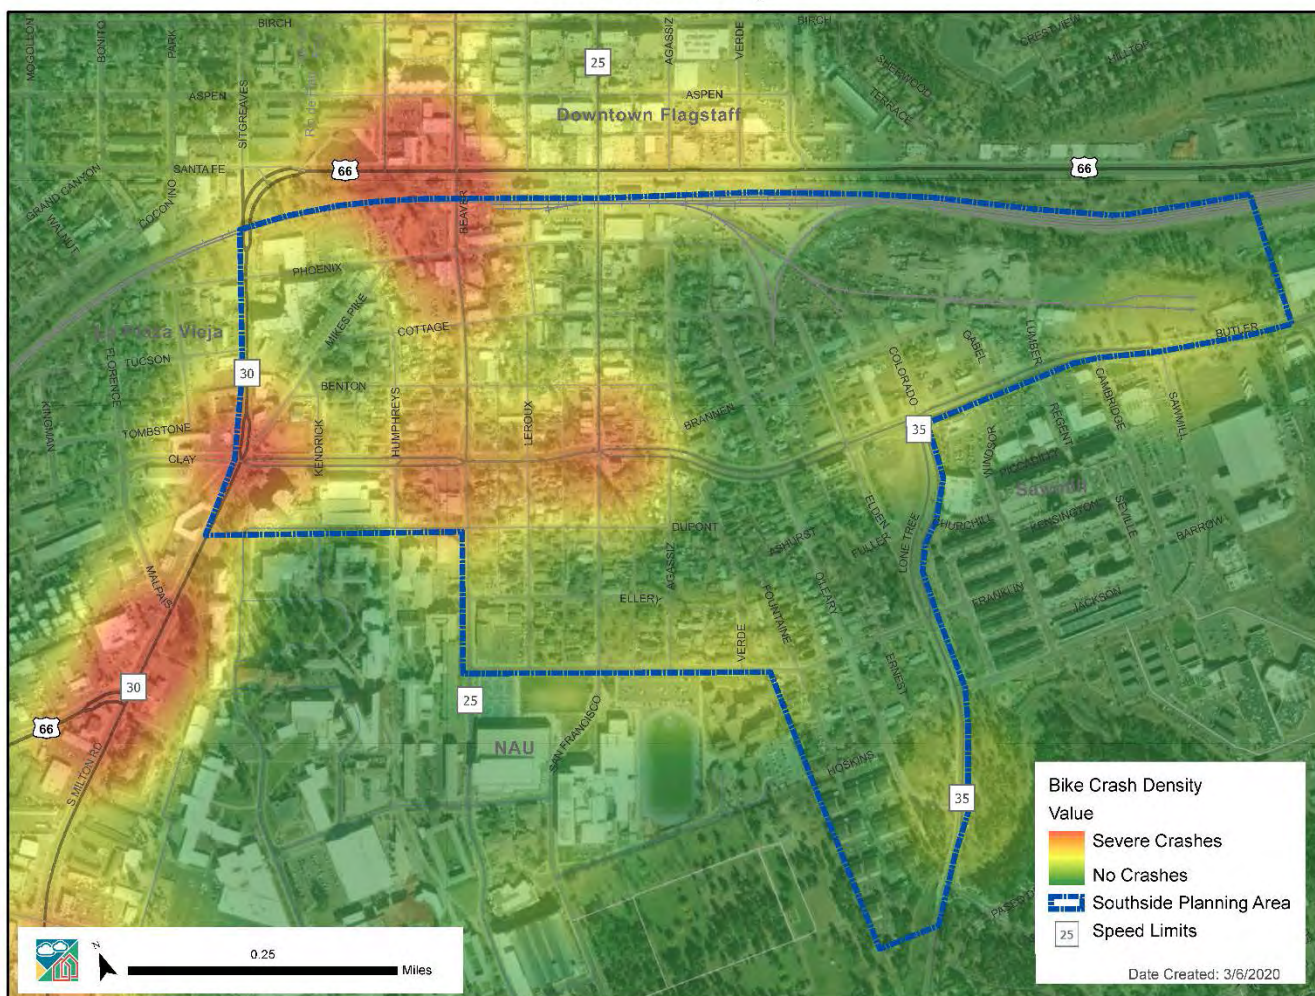 BIRCH
BIRCH
MOGOLLON
BONITO
PARK
SITGREAVES
25
AGASSIZ
VERDE
CRESTVIEW
HILLTOP
SHERWOOD
TERRACE
ASPEN
ASPEN
Downtown Flagstaff
SANTA FE
66
66
GRAND CANYON
WALNUT
COCONINO
BEAVER
PHOENIX
MIKES PIKE
COTTAGE
La Plaza Vieja
TUCSON
FLORENCE
KINGMAN
30
BENTON
TOMBSTONE
CLAY
KENDRICK
HUMPHREYS
LEROUX
BRANNEN
COLORADO
GABEL
LUMBER
BUTLER
CAMBRIDGE
SAWMILL
35
WINDSOR
REGENT
PICCADILLY
Sawmill
CHURCHILL
KENSINGTON
SEVILLE
BARROW
DUPONT
ASHURST
ELDEN
FULLER
LONE TREE
MALPAIS
ELLERY
AGASSIZ
FOUNTAINE
OLEARY
FRANKLIN
JACKSON
VERDE
ERNEST
30
66
S MILTON RD
25
NAU
SAN FRANCISCO
HOSKINS
35
Bike Crash Density
Value
Severe Crashes
No Crashes
Southside Planning Area
25 Speed Limits
Date Created: 3/6/2020
N
0.25
Miles